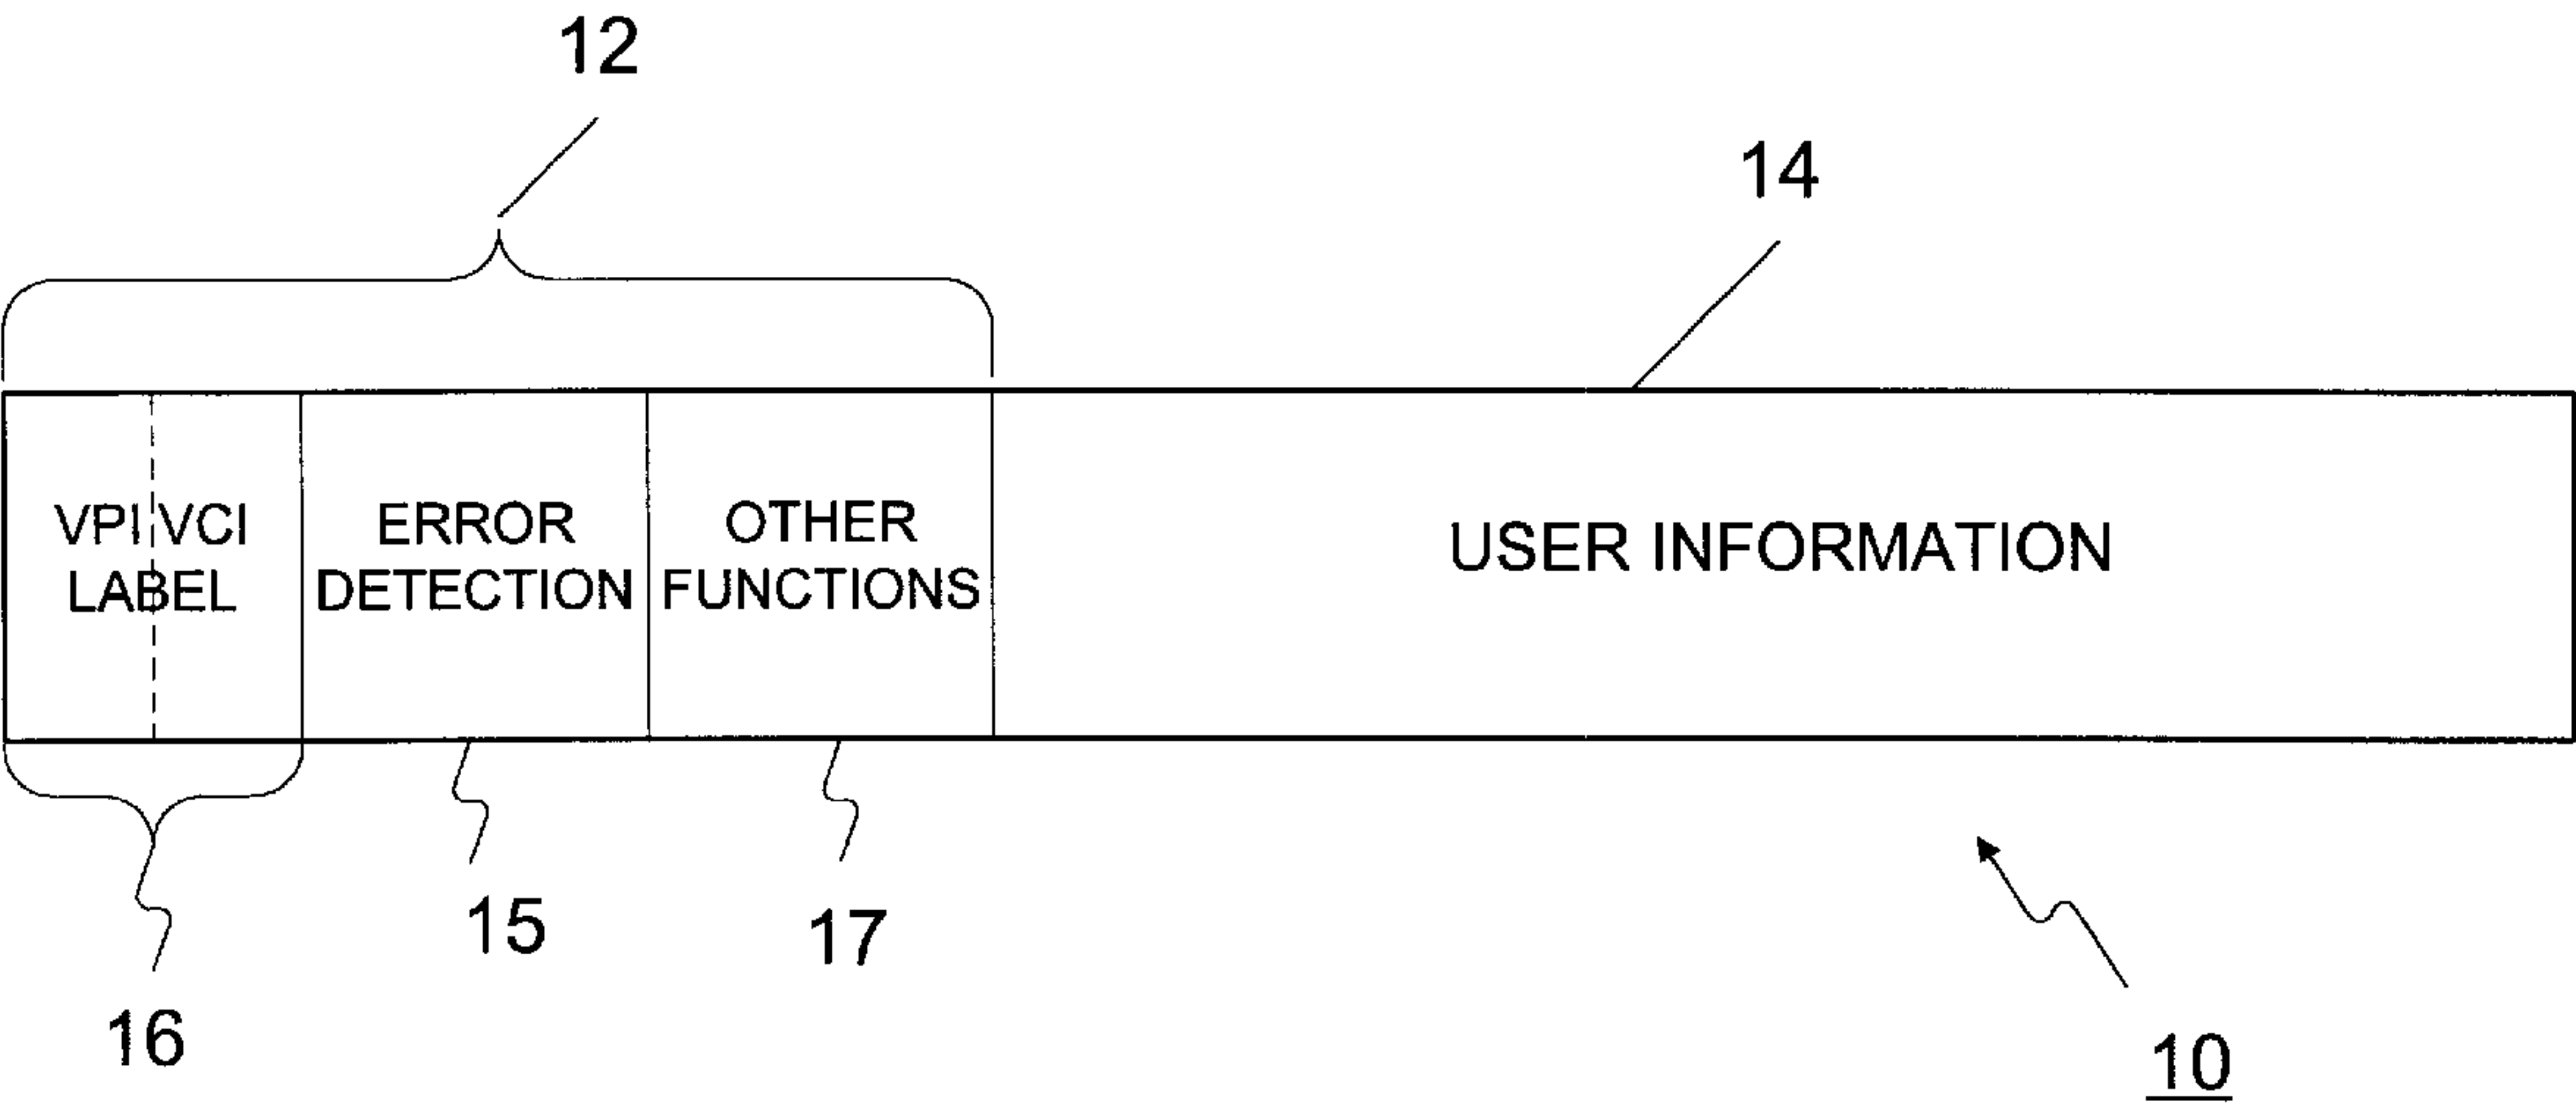 12
14
VPI VCI
LABEL
ERROR
DETECTION
OTHER
FUNCTIONS
USER INFORMATION
16
15
17
10